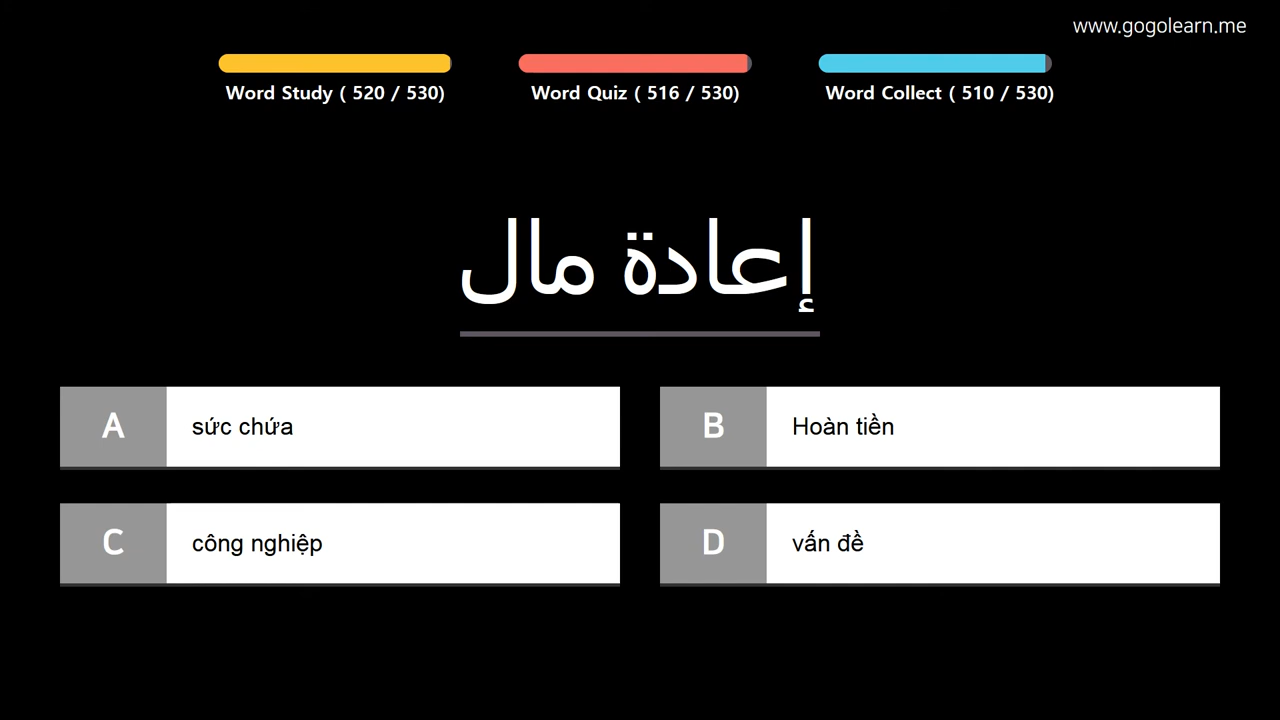 www.gogolearn.me
Word Study ( 520 / 530)
Word Quiz ( 516 / 530)
Word Collect ( 510 / 530)
إعادة مال
A
sức chứa
B
Hoàn tiền
C
công nghiệp
D
vấn đề